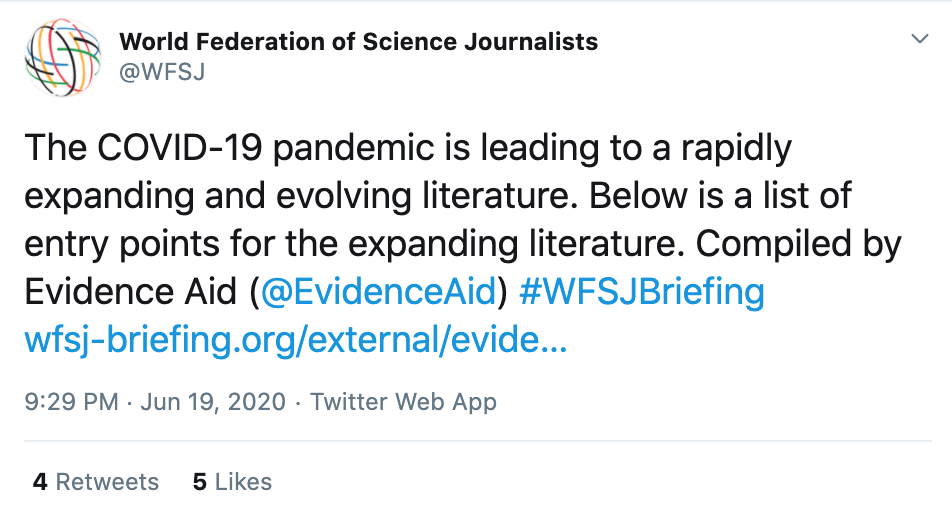 World Federation of Science Journalists
@WFSJ
The COVID-19 pandemic is leading to a rapidly
expanding and evolving literature. Below is a list of
entry points for the expanding literature. Compiled by
Evidence Aid (@EvidenceAid) #WFSJBriefing
wfsj-briefing.org/external/evide...
9:29 PM · Jun 19, 2020 · Twitter Web App
4 Retweets 5 Likes